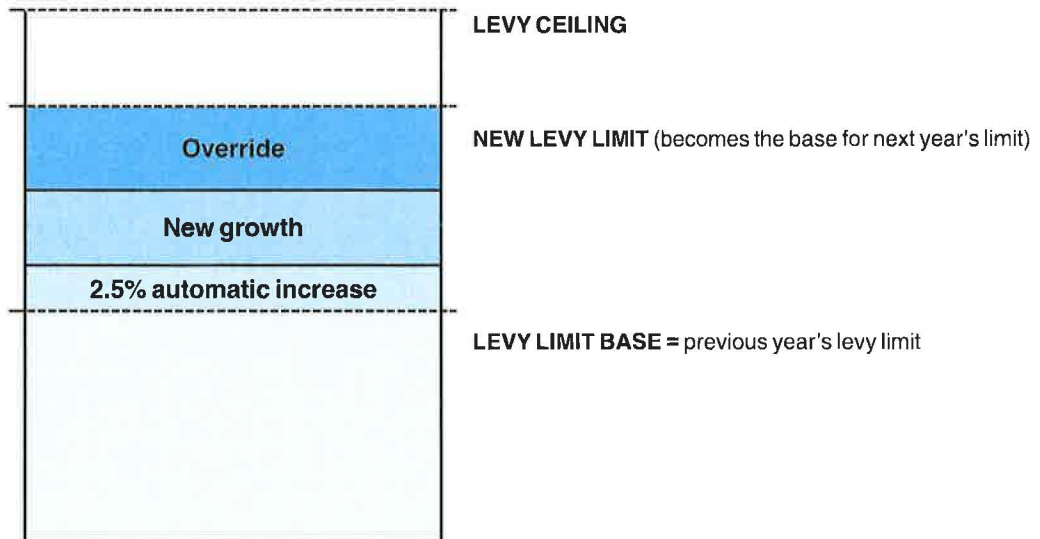 LEVY CEILING
Override
NEW LEVY LIMIT (becomes the base for next year's limit)
New growth
2.5% automatic increase
LEVY LIMIT BASE = previous year's levy limit